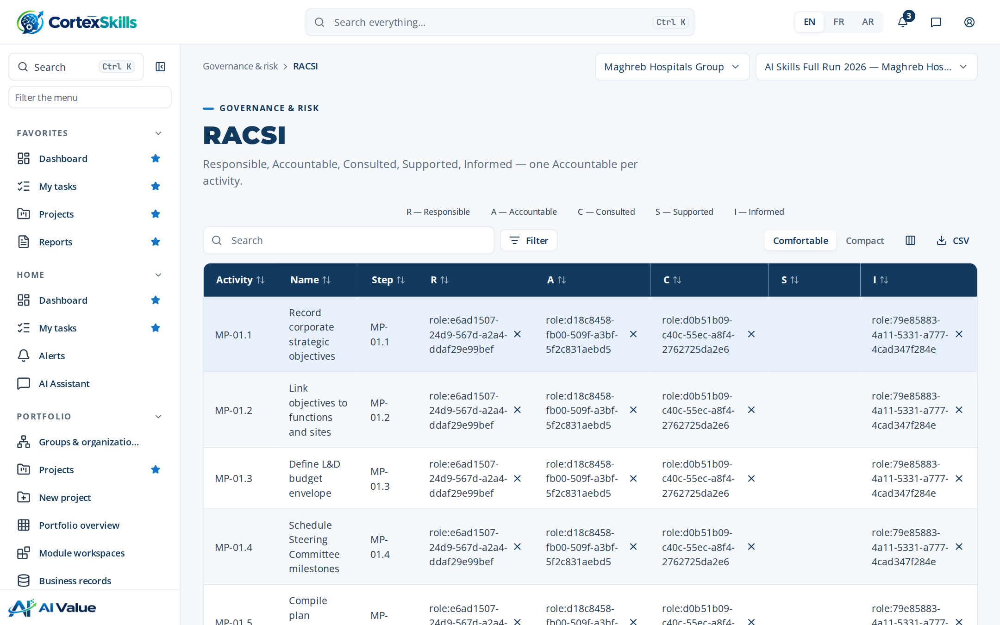 CortexSkills
Search everything...
Ctrl K
EN
FR
AR
3
Search
Ctrl K
Filter the menu
FAVORITES
Dashboard
My tasks
Projects
Reports
HOME
Dashboard
My tasks
Alerts
AI Assistant
PORTFOLIO
Groups & organizatio...
Projects
New project
Portfolio overview
Module workspaces
Business records
AI Value
Governance & risk > RACSI
Maghreb Hospitals Group
AI Skills Full Run 2026 — Maghreb Hos...
GOVERNANCE & RISK
RACSI
Responsible, Accountable, Consulted, Supported, Informed — one Accountable per
activity.
R — Responsible
A — Accountable
C — Consulted
S — Supported
I — Informed
Search
Filter
Comfortable
Compact
CSV
Activity
Name
Step
R
A
C
S
I
MP-01.1
Record
corporate
strategic
objectives
MP-
01.1
role:e6ad1507-
24d9-567d-a2a4-
ddaf29e99bef
role:d18c8458-
fb00-509f-a3bf-
5f2c831aebd5
role:d0b51b09-
c40c-55ec-a8f4-
2762725da2e6
role:79e85883-
4a11-5331-a777-
4cad347f284e
MP-01.2
Link
objectives to
functions
and sites
MP-
01.2
role:e6ad1507-
24d9-567d-a2a4-
ddaf29e99bef
role:d18c8458-
fb00-509f-a3bf-
5f2c831aebd5
role:d0b51b09-
c40c-55ec-a8f4-
2762725da2e6
role:79e85883-
4a11-5331-a777-
4cad347f284e
MP-01.3
Define L&D
budget
envelope
MP-
01.3
role:e6ad1507-
24d9-567d-a2a4-
ddaf29e99bef
role:d18c8458-
fb00-509f-a3bf-
5f2c831aebd5
role:d0b51b09-
c40c-55ec-a8f4-
2762725da2e6
role:79e85883-
4a11-5331-a777-
4cad347f284e
MP-01.4
Schedule
Steering
Committee
milestones
MP-
01.4
role:e6ad1507-
24d9-567d-a2a4-
ddaf29e99bef
role:d18c8458-
fb00-509f-a3bf-
5f2c831aebd5
role:d0b51b09-
c40c-55ec-a8f4-
2762725da2e6
role:79e85883-
4a11-5331-a777-
4cad347f284e
MP-01.5
Compile
plan
MP-
role:e6ad1507-
24d9-567d-a2a4-
role:d18c8458-
fb00-509f-a3bf-
role:d0b51b09-
c40c-55ec-a8f4-
role:79e85883-
4a11-5331-a777-